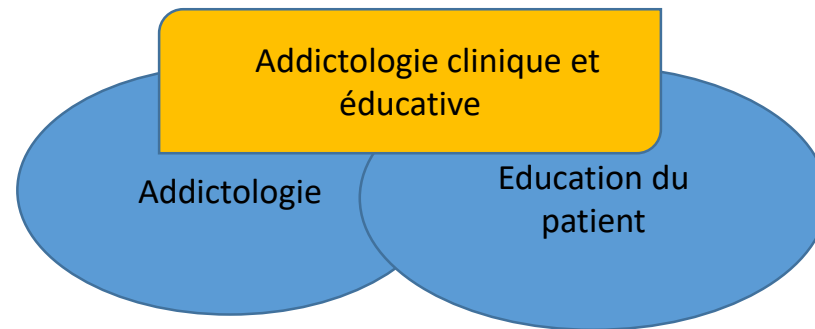 Addictologie clinique et
éducative
Addictologie
Education du
patient